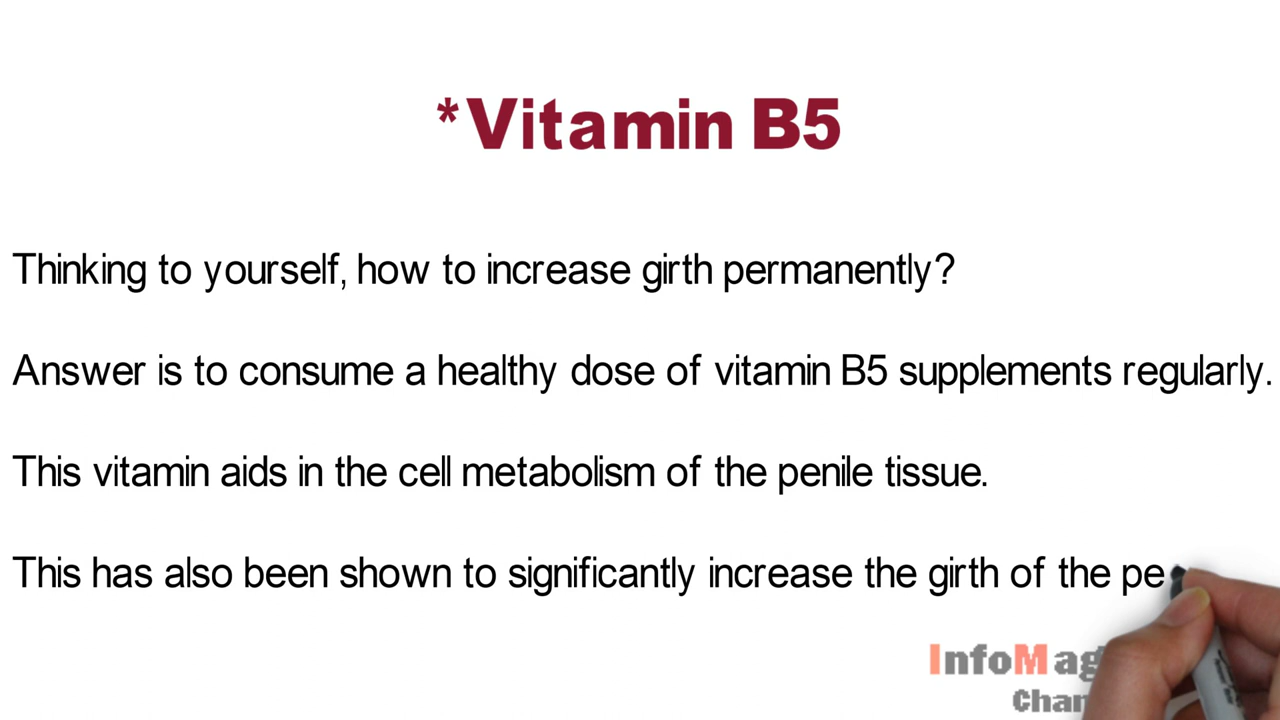 *Vitamin B5
Thinking to yourself, how to increase girth permanently?
Answer is to consume a healthy dose of vitamin B5 supplements regularly.
This vitamin aids in the cell metabolism of the penile tissue.
This has also been shown to significantly increase the girth of the pe
InfoMag
Chan